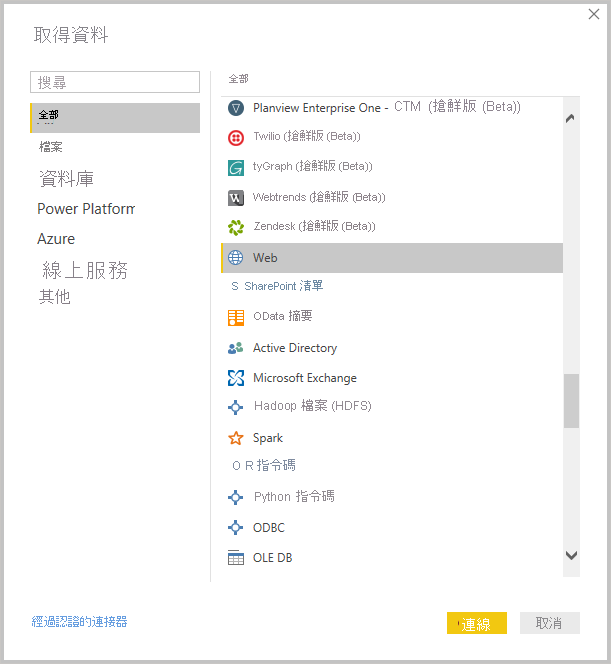 取得資料
搜尋
全部
檔案
資料庫
Power Platform
Azure
線上服務
其他
全部
Planview Enterprise One - CTM (搶鮮版 (Beta))
Twilio (搶鮮版 (Beta))
tyGraph (搶鮮版 (Beta))
Webtrends (搶鮮版 (Beta))
Zendesk (搶鮮版 (Beta))
Web
S SharePoint 清單
OData 摘要
Active Directory
Microsoft Exchange
Hadoop 檔案 (HDFS)
Spark
O R 指令碼
Python 指令碼
ODBC
OLE DB
經過認證的連接器
連線
取消